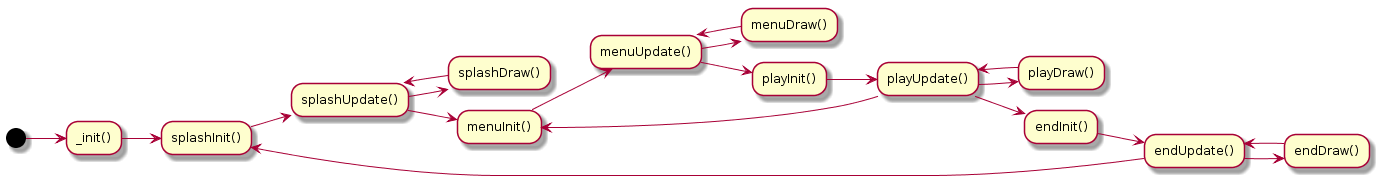 _init()
splashInit()
splashUpdate()
splashDraw()
menuInit()
menuUpdate()
menuDraw()
playInit()
playUpdate()
playDraw()
endInit()
endUpdate()
endDraw()